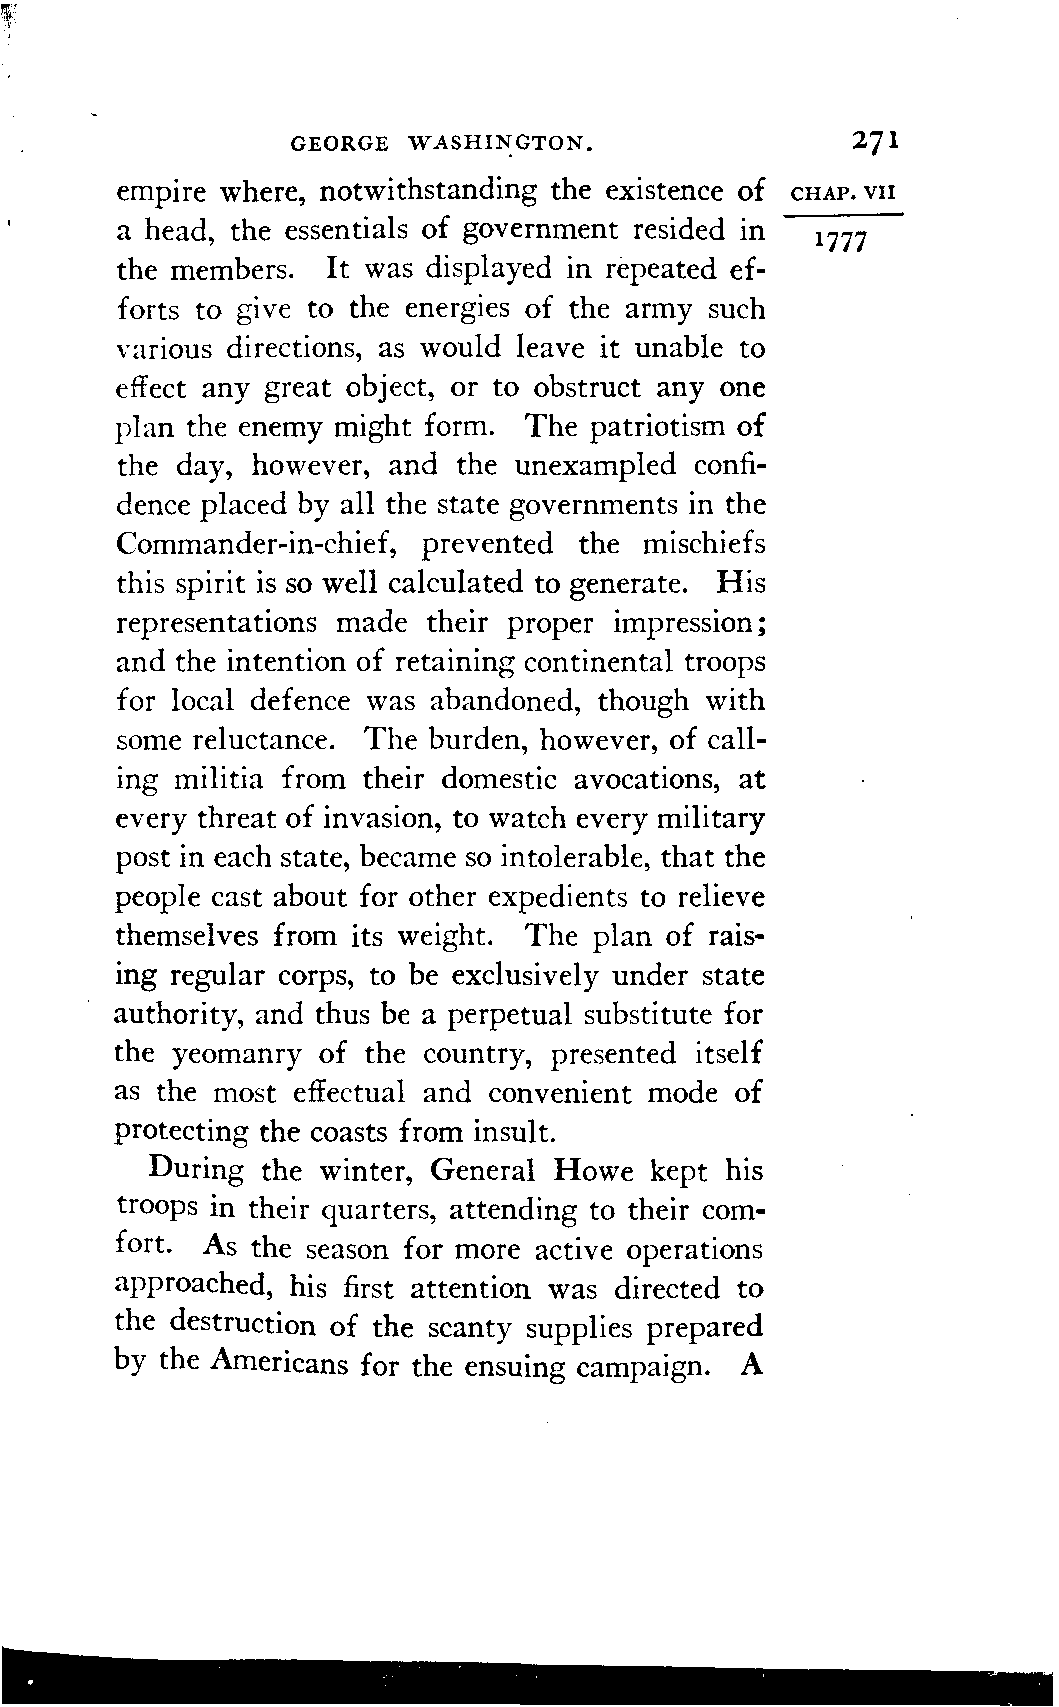 GEORGE WASHINGTON. 271
CHAP. VII
1777
empire where, notwithstanding the existence of
a head, the essentials of government resided in
the members. It was displayed in repeated ef-
forts to give to the energies of the army such
various directions, as would leave it unable to
effect any great object, or to obstruct any one
plan the enemy might form. The patriotism of
the day, however, and the unexampled confi-
dence placed by all the state governments in the
Commander-in-chief, prevented the mischiefs
this spirit is so well calculated to generate. His
representations made their proper impression;
and the intention of retaining continental troops
for local defence was abandoned, though with
some reluctance. The burden, however, of call-
ing militia from their domestic avocations, at
every threat of invasion, to watch every military
post in each state, became so intolerable, that the
people cast about for other expedients to relieve
themselves from its weight. The plan of rais-
ing regular corps, to be exclusively under state
authority, and thus be a perpetual substitute for
the yeomanry of the country, presented itself
as the most effectual and convenient mode of
protecting the coasts from insult.
During the winter, General Howe kept his
troops in their quarters, attending to their com-
fort. As the season for more active operations
approached, his first attention was directed to
the destruction of the scanty supplies prepared
by the Americans for the ensuing campaign. A